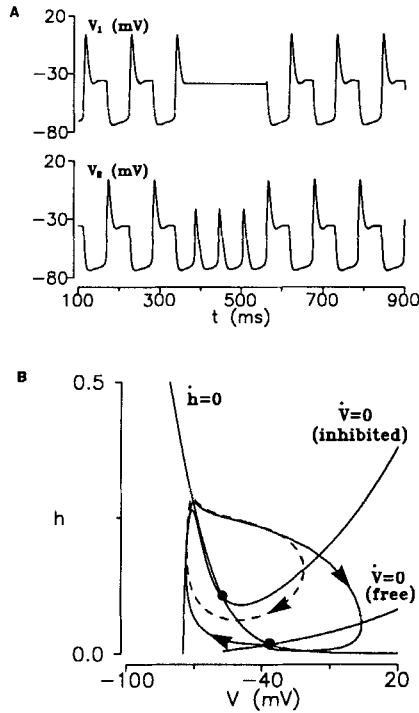 A
V₁ (mV)
20
−30
−80
V₂ (mV)
20
−30
−80
100 300 500 700 900
t (ms)
B
0.5
ḣ=0
V̇=0
(inhibited)
h
V̇=0
(free)
0.0
−100 −40 20
V (mV)